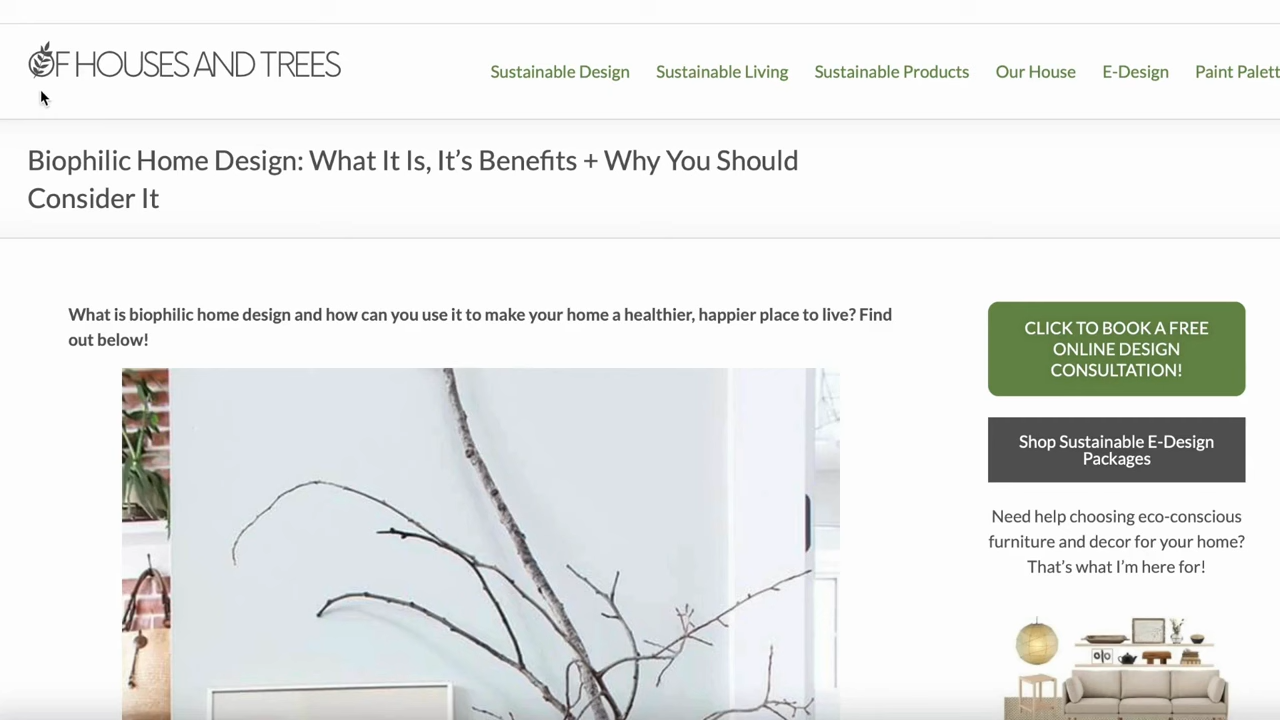 OF HOUSES AND TREES
Sustainable Design Sustainable Living Sustainable Products Our House E-Design Paint Palett
Biophilic Home Design: What It Is, It’s Benefits + Why You Should
Consider It
What is biophilic home design and how can you use it to make your home a healthier, happier place to live? Find
out below!
CLICK TO BOOK A FREE
ONLINE DESIGN
CONSULTATION!
Shop Sustainable E-Design
Packages
Need help choosing eco-conscious
furniture and decor for your home?
That’s what I’m here for!